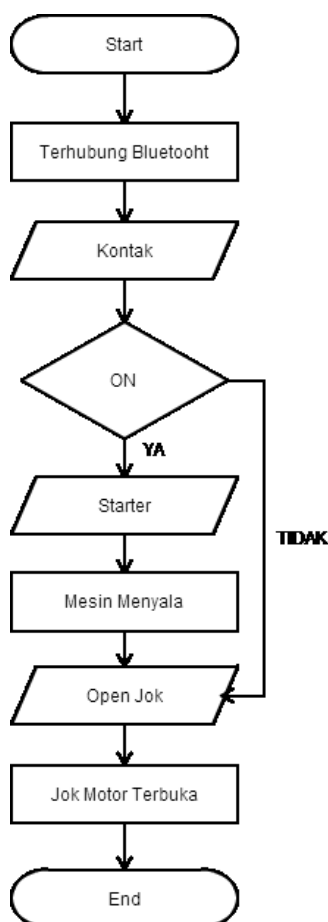 Start
Terhubung Bluetooht
Kontak
ON
YA
Starter
TIDAK
Mesin Menyala
Open Jok
Jok Motor Terbuka
End